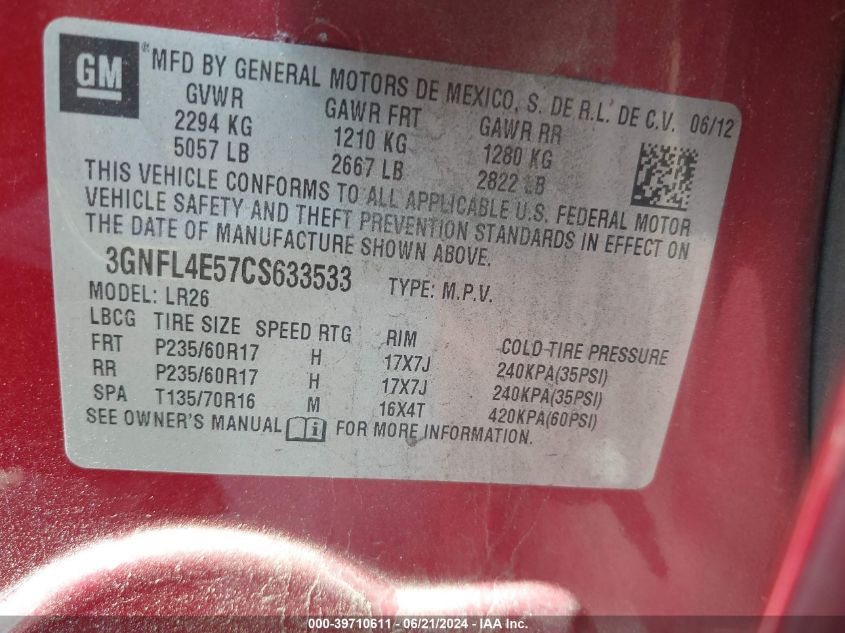 GM ® MFD BY GENERAL MOTORS DE MEXICO, S. DE R.L. DE C.V. 06/12
GVWR GAWR FRT GAWR RR
2294 KG 1210 KG 1280 KG
5057 LB 2667 LB 2822 LB
THIS VEHICLE CONFORMS TO ALL APPLICABLE U.S. FEDERAL MOTOR
VEHICLE SAFETY AND THEFT PREVENTION STANDARDS IN EFFECT ON
THE DATE OF MANUFACTURE SHOWN ABOVE.
3GNFL4E57CS633533 TYPE: M.P.V.
MODEL: LR26
LBCG TIRE SIZE SPEED RTG RIM COLD TIRE PRESSURE
FRT P235/60R17 H 17X7J 240KPA(35PSI)
RR P235/60R17 H 17X7J 240KPA(35PSI)
SPA T135/70R16 M 16X4T 420KPA(60PSI)
SEE OWNER'S MANUAL i FOR MORE INFORMATION.
000-39710611 - 06/21/2024 - www.iaai.com